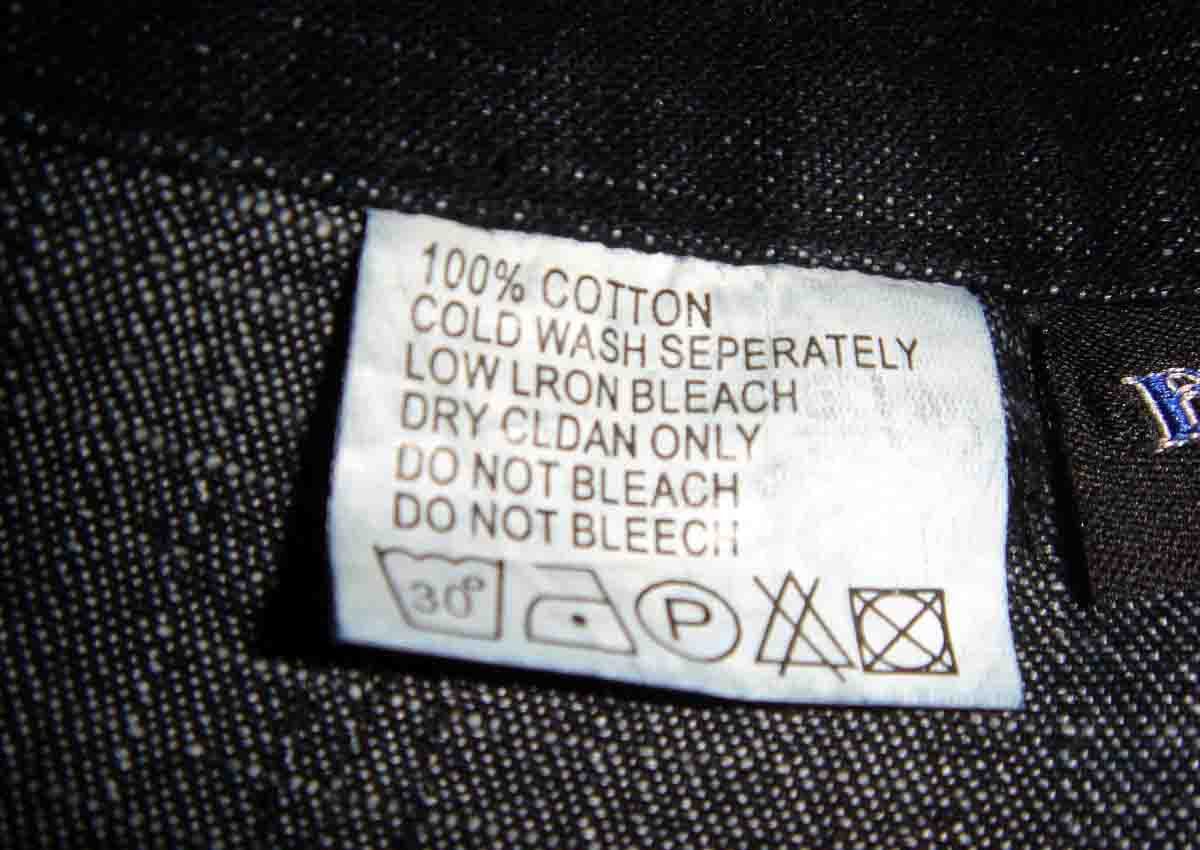 100% COTTON
COLD WASH SEPERATELY
LOW LRON BLEACH
DRY CLDAN ONLY
DO NOT BLEACH
DO NOT BLEECH
30° P